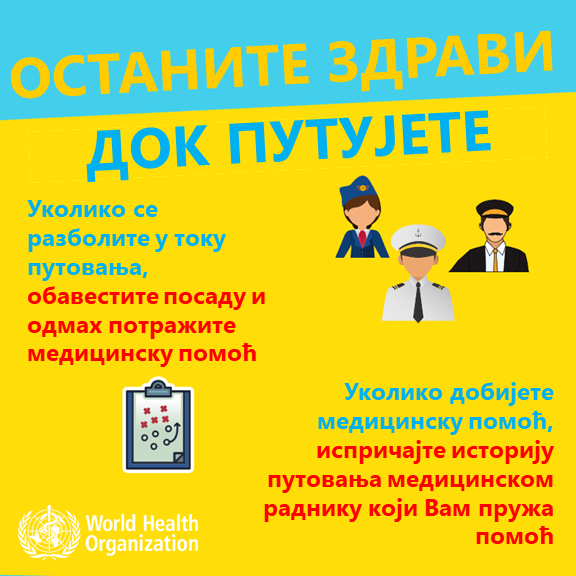 ОСТАНИТЕ ЗДРАВИ
ДОК ПУТУЈЕТЕ
Уколико се
разболите у току
путовања,
обавестите посаду и
одмах потражите
медицинску помоћ
Уколико добијете
медицинску помоћ,
испричајте историју
путовања медицинском
раднику који Вам пружа
помоћ
World Health
Organization